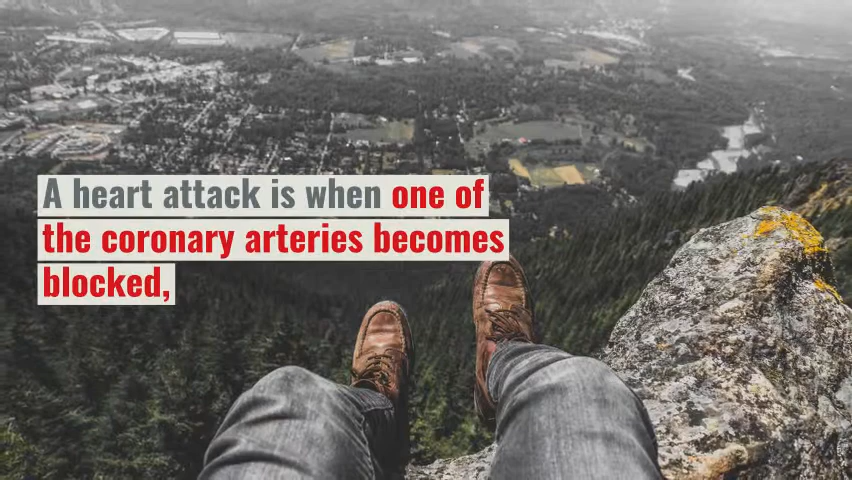 A heart attack is when one of
the coronary arteries becomes
blocked,